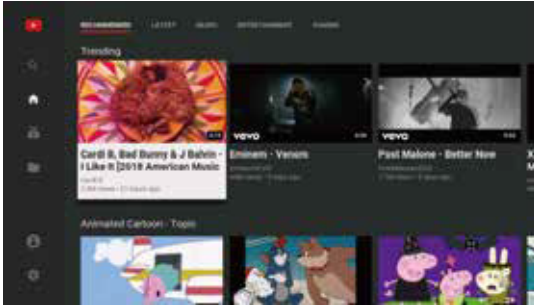 RECOMMENDED LATEST MUSIC ENTERTAINMENT GAMING
Trending
vevo
vevo
Cardi B, Bad Bunny & J Balvin -
I Like It [2018 American Music
Eminem - Venom
Post Malone - Better Now
X
M
Animated Cartoon - Topic